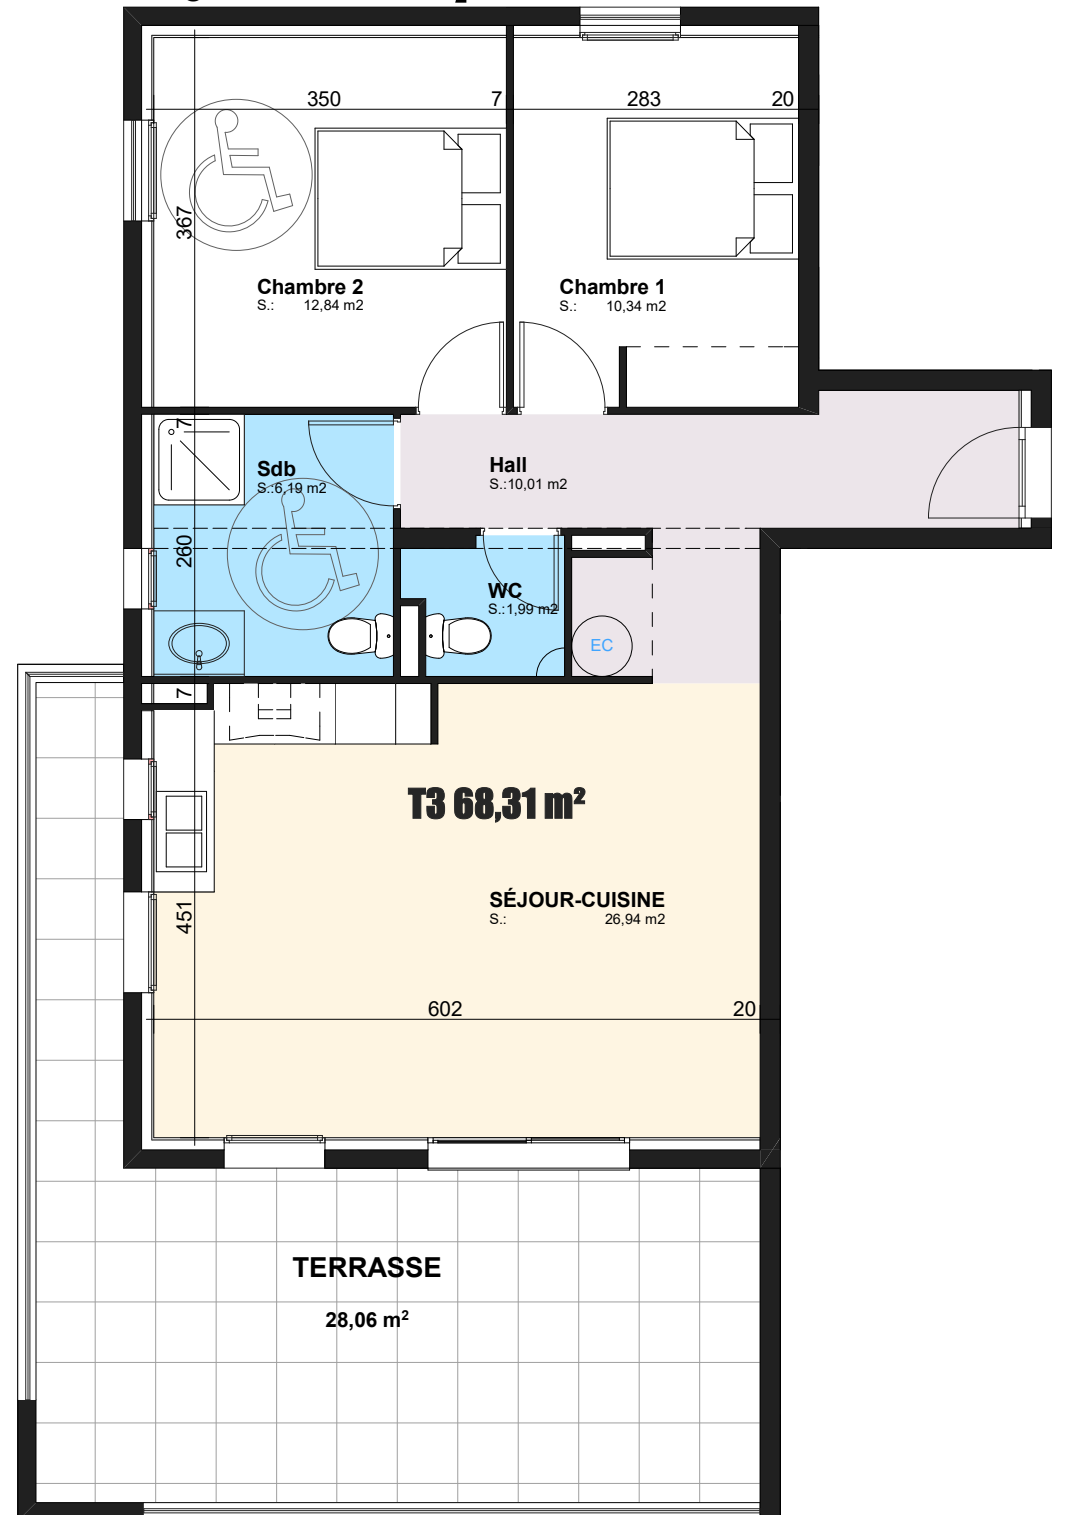 350 7 283 20
367
Chambre 2
S.: 12,84 m2
Chambre 1
S.: 10,34 m2
7
Sdb
S.:6,19 m2
Hall
S.:10,01 m2
260
WC
S.:1,99 m2
EC
7
T3 68,31 m²
SÉJOUR-CUISINE
S.: 26,94 m2
451
602 20
TERRASSE
28,06 m²